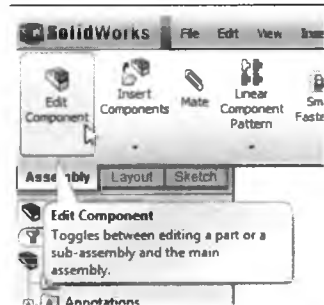 SolidWorks File Edit View
Edit Component
Insert Components
Mate
Linear Component Pattern
Assembly Layout Sketch
Edit Component
Toggles between editing a part or a
sub-assembly and the main
assembly.
Annotations